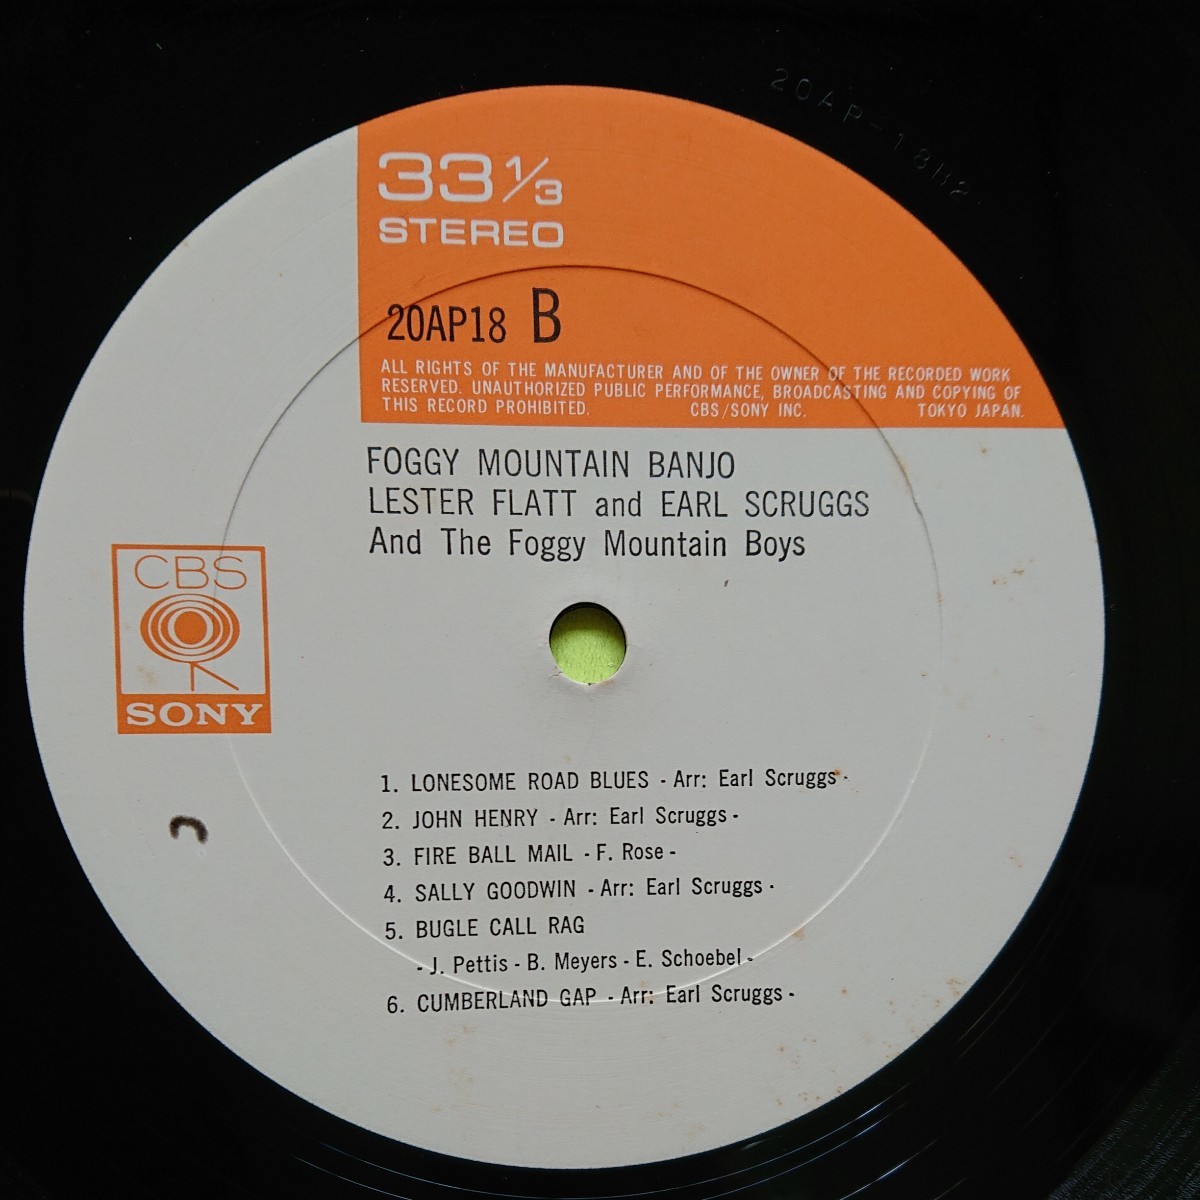 20AP-18B2
33 1/3
STEREO
20AP18 B
ALL RIGHTS OF THE MANUFACTURER AND OF THE OWNER OF THE RECORDED WORK
RESERVED. UNAUTHORIZED PUBLIC PERFORMANCE, BROADCASTING AND COPYING OF
THIS RECORD PROHIBITED. CBS/SONY INC. TOKYO JAPAN.
FOGGY MOUNTAIN BANJO
LESTER FLATT and EARL SCRUGGS
And The Foggy Mountain Boys
CBS
SONY
1. LONESOME ROAD BLUES - Arr: Earl Scruggs -
2. JOHN HENRY - Arr: Earl Scruggs -
3. FIRE BALL MAIL - F. Rose -
4. SALLY GOODWIN - Arr: Earl Scruggs -
5. BUGLE CALL RAG
- J. Pettis - B. Meyers - E. Schoebel -
6. CUMBERLAND GAP - Arr: Earl Scruggs -